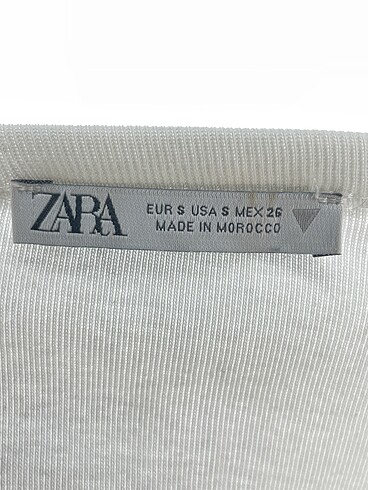 ZARA
EUR S USA S MEX 26
MADE IN MOROCCO